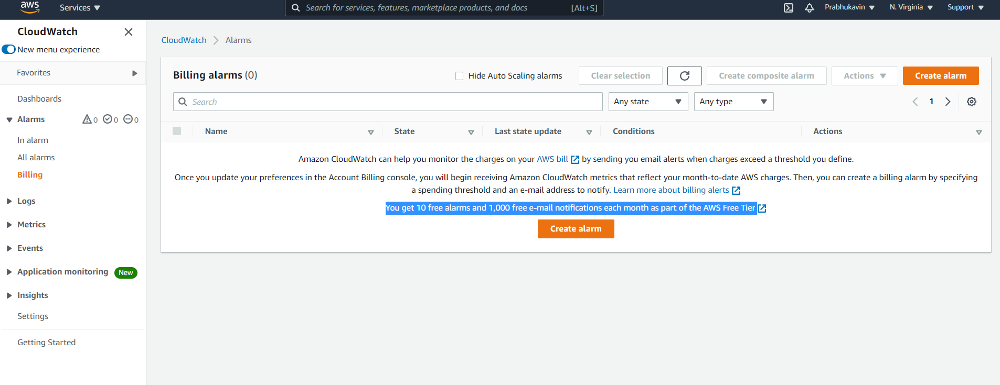 aws
Services
Search for services, features, marketplace products, and docs
[Alt+S]
Prabhukavin
N. Virginia
Support
CloudWatch
New menu experience
Favorites
Dashboards
Alarms
0
0
0
In alarm
All alarms
Billing
Logs
Metrics
Events
Application monitoring
New
Insights
Settings
Getting Started
CloudWatch
Alarms
Billing alarms (0)
Hide Auto Scaling alarms
Clear selection
Create composite alarm
Actions
Create alarm
Search
Any state
Any type
1
Name
State
Last state update
Conditions
Actions
Amazon CloudWatch can help you monitor the charges on your AWS bill by sending you email alerts when charges exceed a threshold you define.
Once you update your preferences in the Account Billing console, you will begin receiving Amazon CloudWatch metrics that reflect your month-to-date AWS charges. Then, you can create a billing alarm by specifying
a spending threshold and an e-mail address to notify. Learn more about billing alerts
You get 10 free alarms and 1,000 free e-mail notifications each month as part of the AWS Free Tier
Create alarm